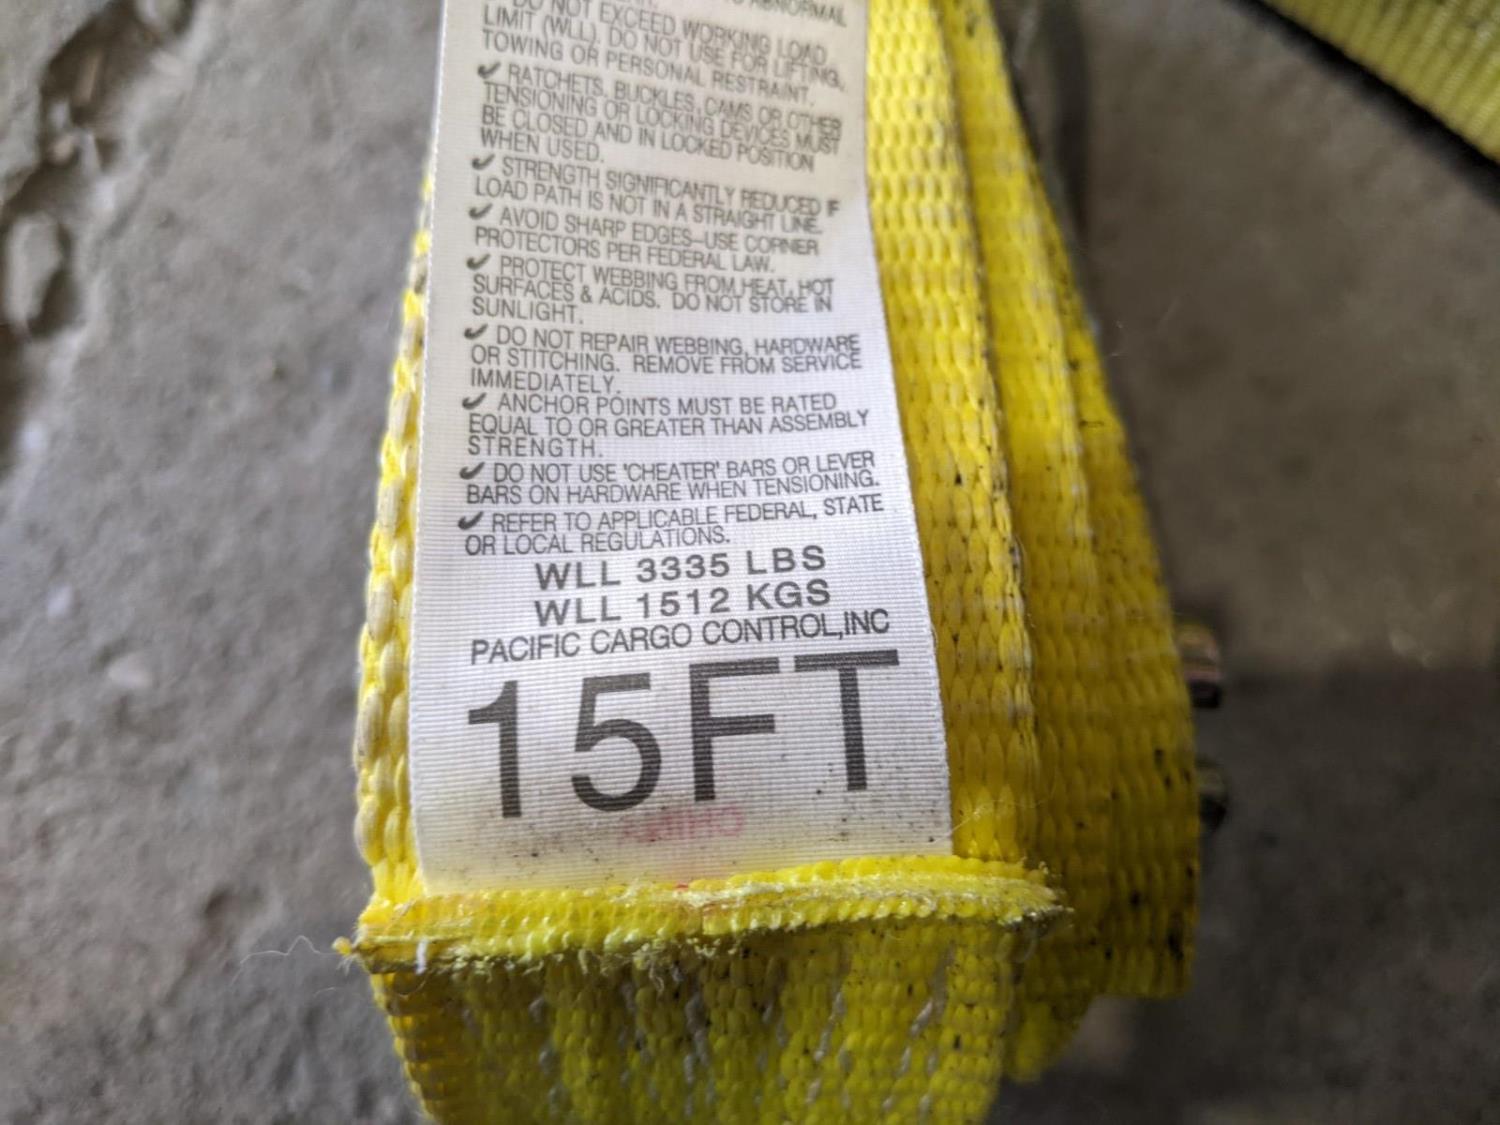 ABNORMAL
DO NOT EXCEED WORKING LOAD
LIMIT (WLL). DO NOT USE FOR LIFTING,
TOWING OR PERSONAL RESTRAINT.
✔ RATCHETS, BUCKLES, CAMS OR OTHER
TENSIONING OR LOCKING DEVICES MUST
BE CLOSED AND IN LOCKED POSITION
WHEN USED.
✔ STRENGTH SIGNIFICANTLY REDUCED IF
LOAD PATH IS NOT IN A STRAIGHT LINE.
✔ AVOID SHARP EDGES-USE CORNER
PROTECTORS PER FEDERAL LAW.
✔ PROTECT WEBBING FROM HEAT, HOT
SURFACES & ACIDS. DO NOT STORE IN
SUNLIGHT.
✔ DO NOT REPAIR WEBBING, HARDWARE
OR STITCHING. REMOVE FROM SERVICE
IMMEDIATELY.
✔ ANCHOR POINTS MUST BE RATED
EQUAL TO OR GREATER THAN ASSEMBLY
STRENGTH.
✔ DO NOT USE 'CHEATER' BARS OR LEVER
BARS ON HARDWARE WHEN TENSIONING.
✔ REFER TO APPLICABLE FEDERAL, STATE
OR LOCAL REGULATIONS.
WLL 3335 LBS
WLL 1512 KGS
PACIFIC CARGO CONTROL,INC
15FT